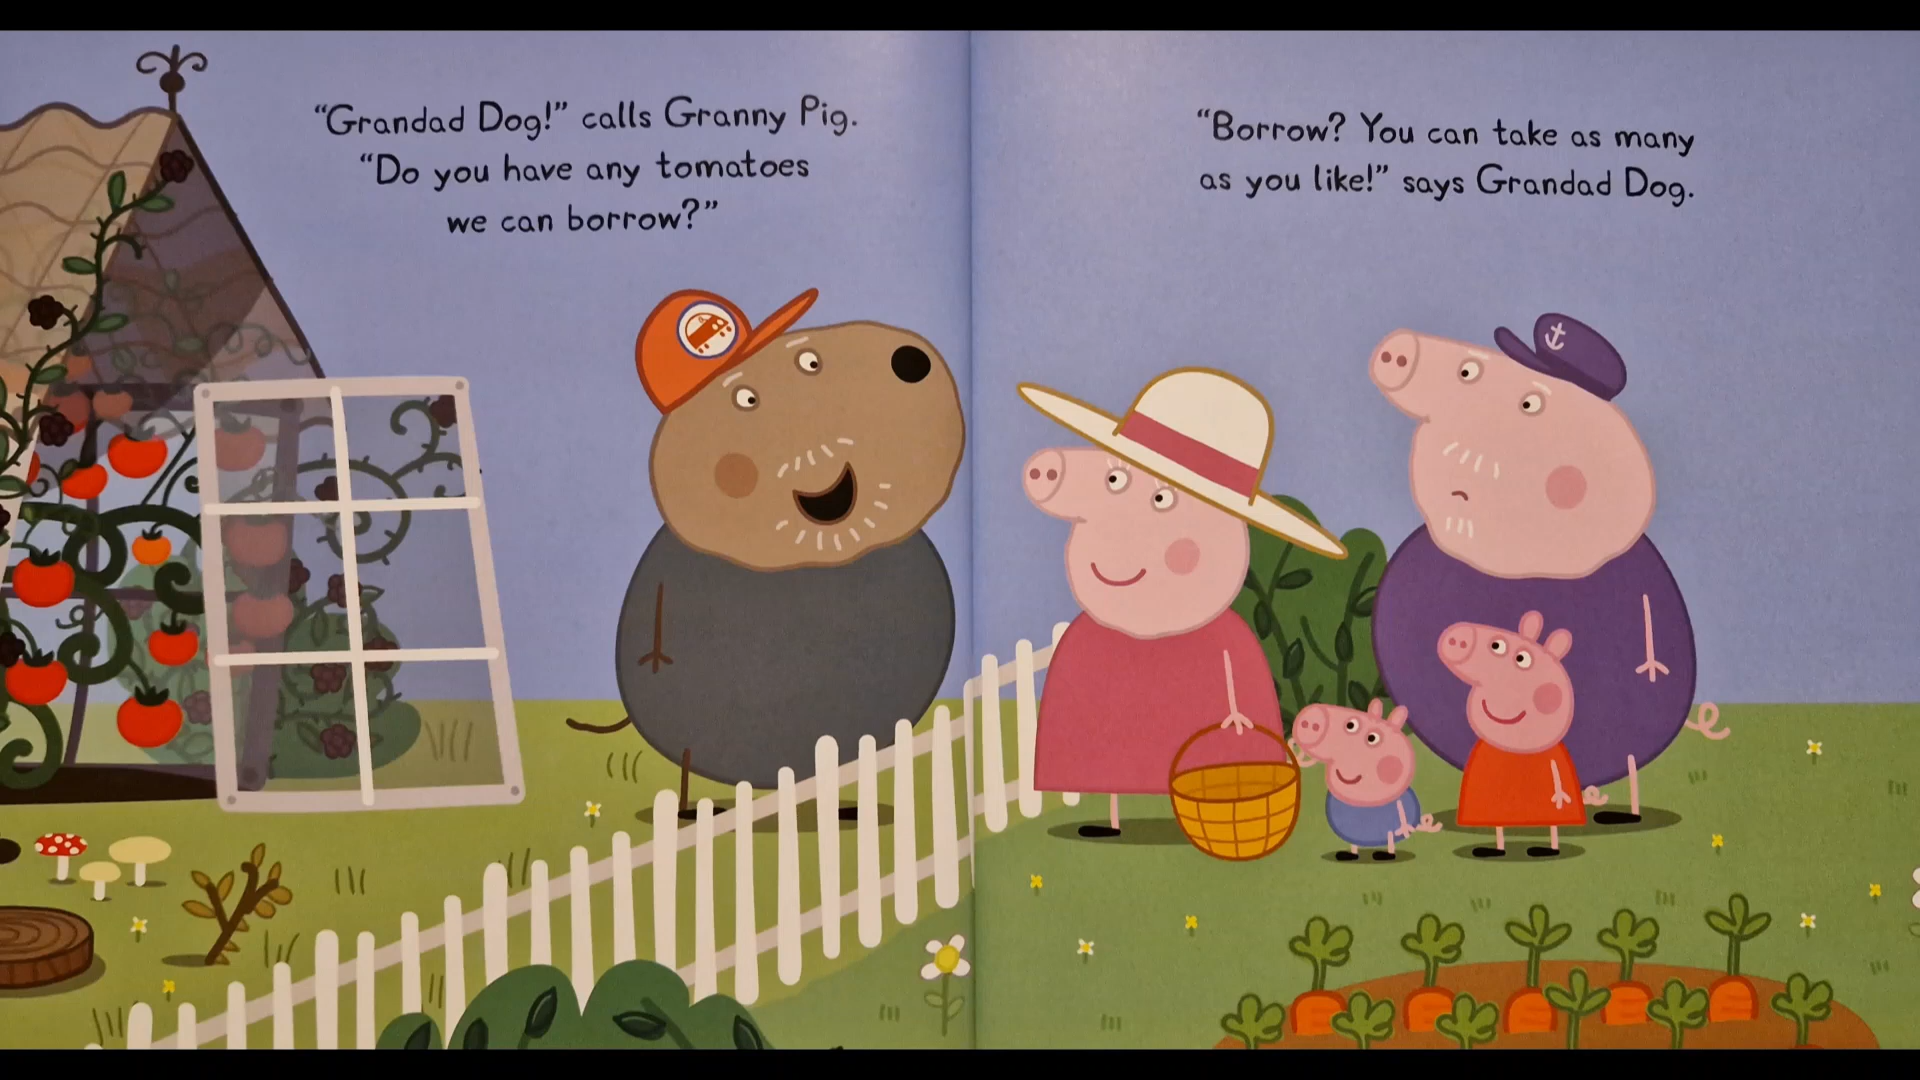 “Grandad Dog!” calls Granny Pig.
“Do you have any tomatoes
we can borrow?”
“Borrow? You can take as many
as you like!” says Grandad Dog.